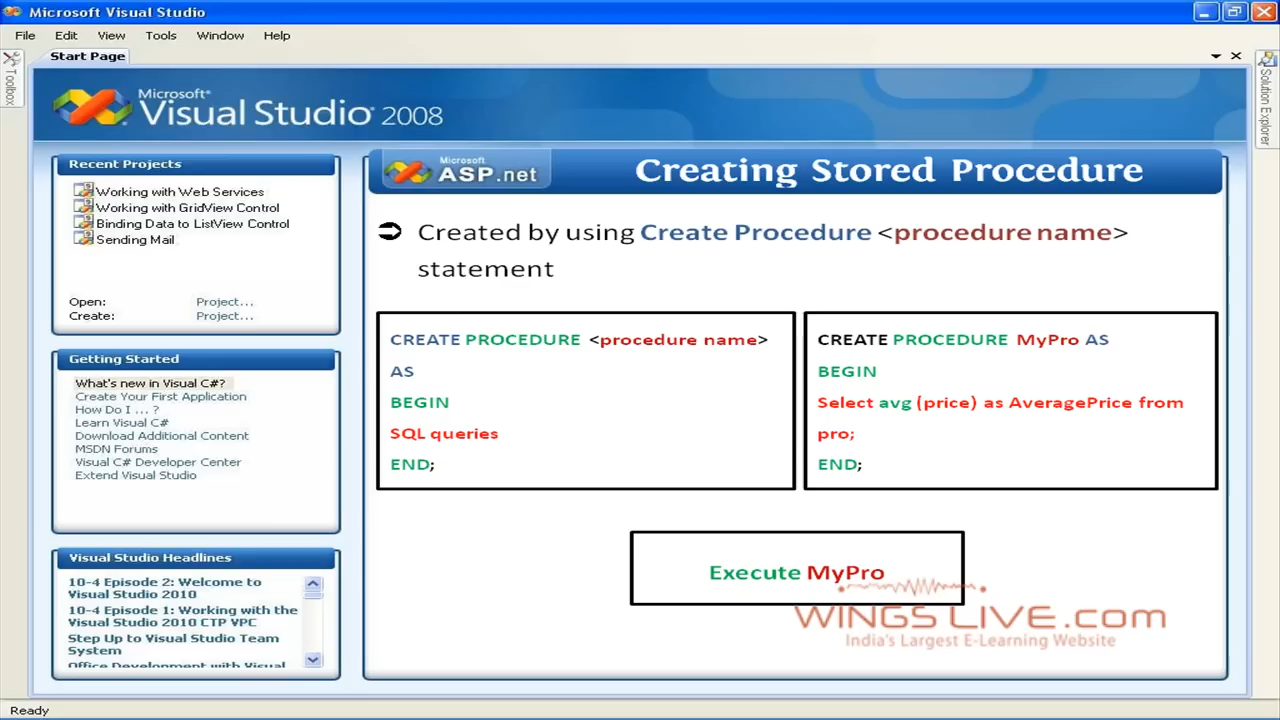 Microsoft Visual Studio
File Edit View Tools Window Help
Start Page
Toolbox
Solution Explorer
Microsoft®
Visual Studio® 2008
Recent Projects
Working with Web Services
Working with GridView Control
Binding Data to ListView Control
Sending Mail
Open: Project...
Create: Project...
Getting Started
What's new in Visual C#?
Create Your First Application
How Do I ... ?
Learn Visual C#
Download Additional Content
MSDN Forums
Visual C# Developer Center
Extend Visual Studio
Visual Studio Headlines
10-4 Episode 2: Welcome to
Visual Studio 2010
10-4 Episode 1: Working with the
Visual Studio 2010 CTP VPC
Step Up to Visual Studio Team
System
Office Development with Visual
Microsoft
ASP.net
Creating Stored Procedure
Created by using Create Procedure <procedure name>
statement
CREATE PROCEDURE <procedure name>
AS
BEGIN
SQL queries
END;
CREATE PROCEDURE MyPro AS
BEGIN
Select avg (price) as AveragePrice from
pro;
END;
Execute MyPro
WINGS LIVE.com
India's Largest E-Learning Website
Ready